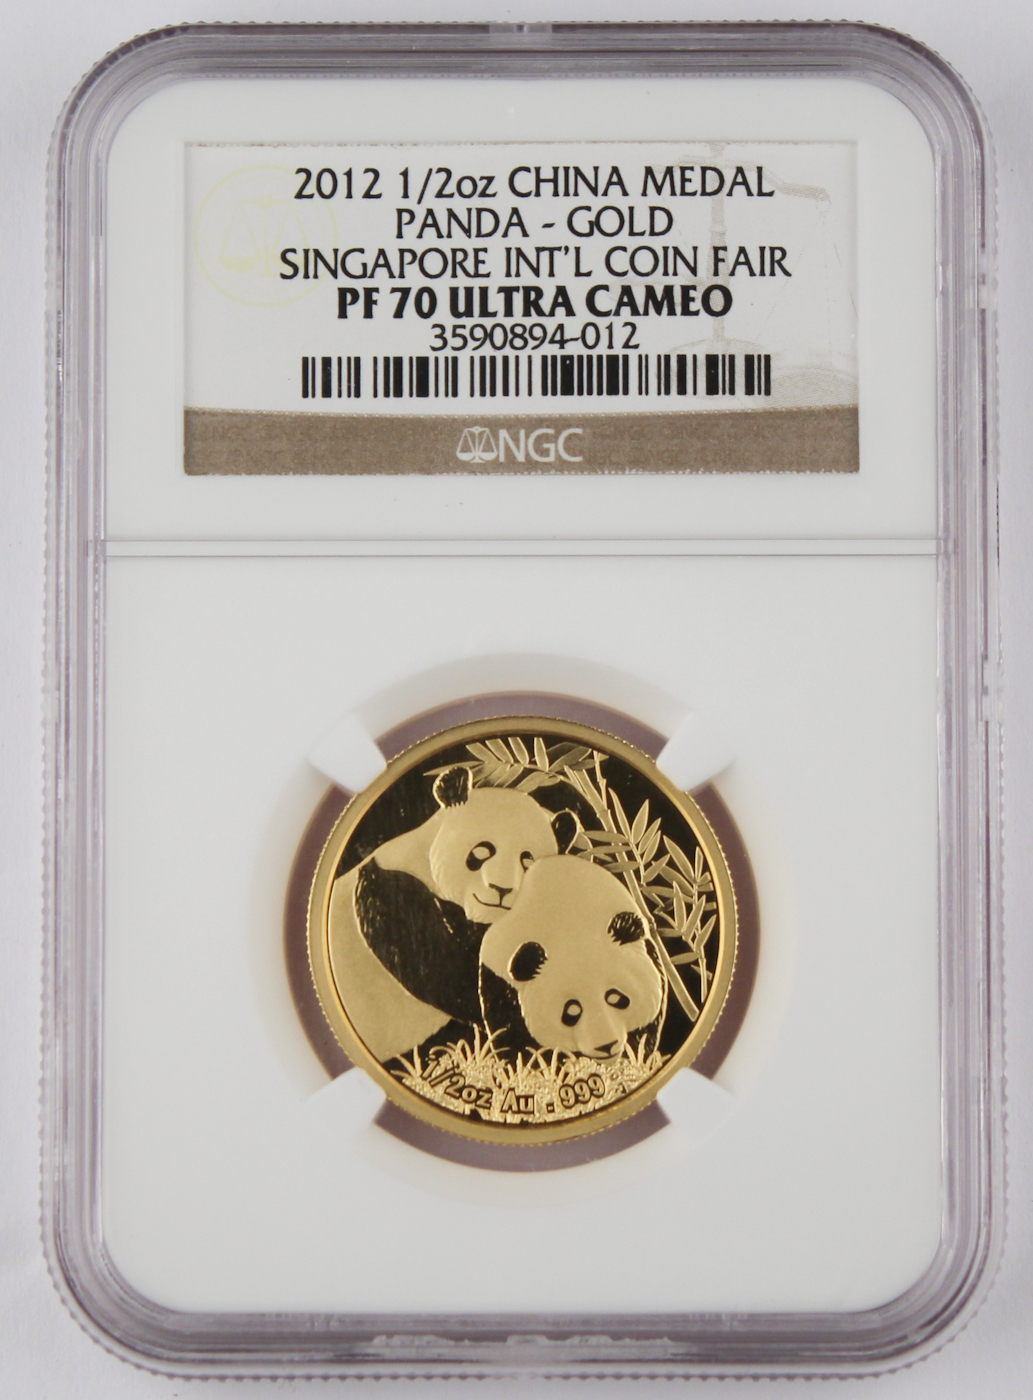 2012 1/2oz CHINA MEDAL
PANDA - GOLD
SINGAPORE INT'L COIN FAIR
PF 70 ULTRA CAMEO
3590894-012
NGC
1/2oz Au . 999